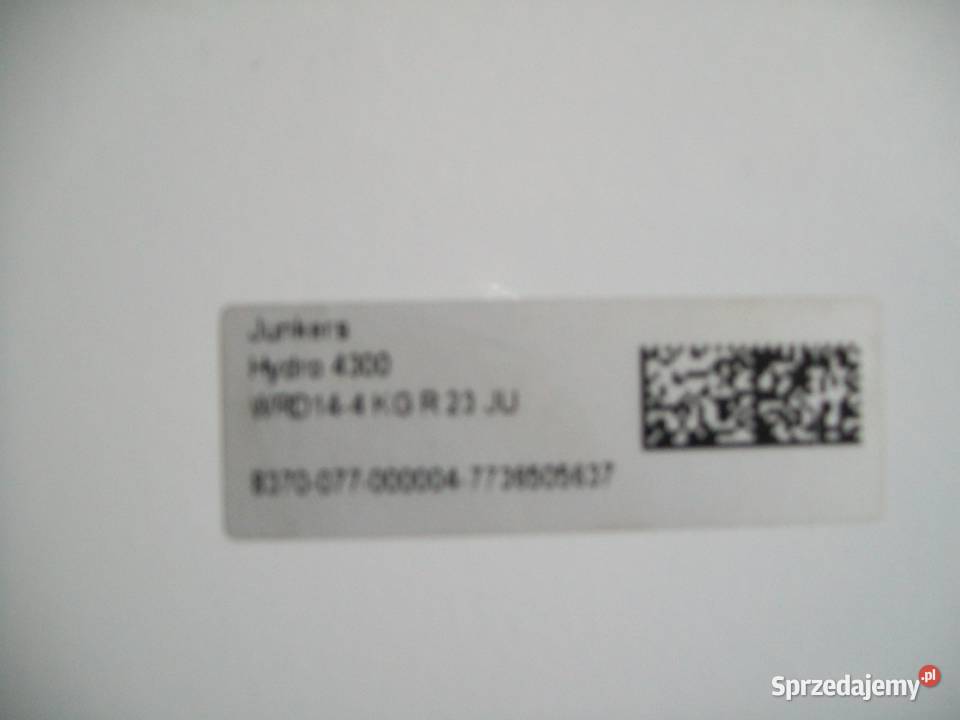 Junkers
Hydro 4300
WRD14-4 KG R 23 JU
8370-077-000004-7736505637
Sprzedajemy.pl